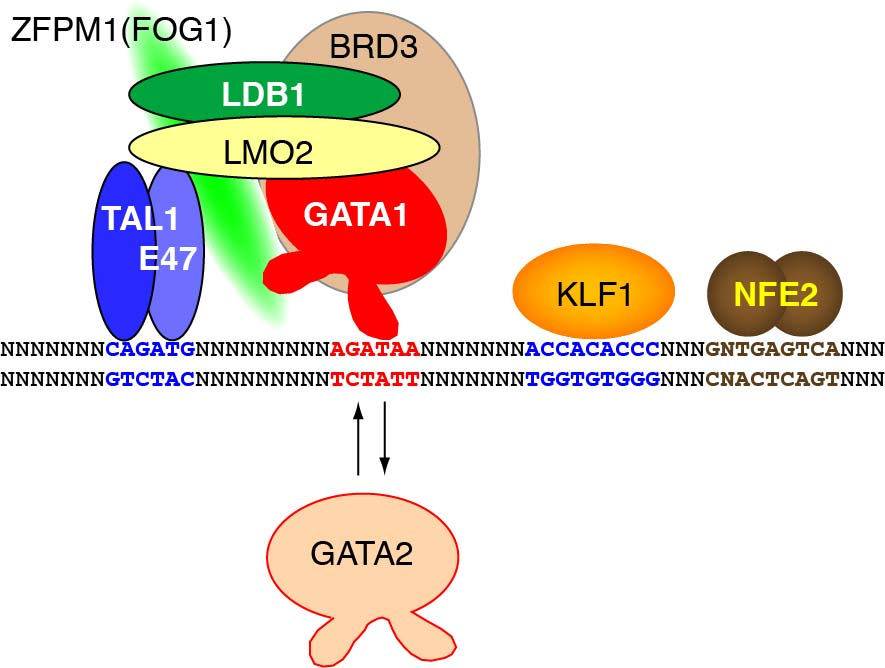 ZFPM1(FOG1)
BRD3
LDB1
LMO2
TAL1
GATA1
E47
KLF1
NFE2
NNNNNNNCAGATGNNNNNNNNNAGATAANNNNNNNACCACACCCNNNGNTGAGTCANNN
NNNNNNNGTCTACNNNNNNNNNTCTATTNNNNNNNTGGTGTGGGNNNCNACTCAGTNNN
GATA2